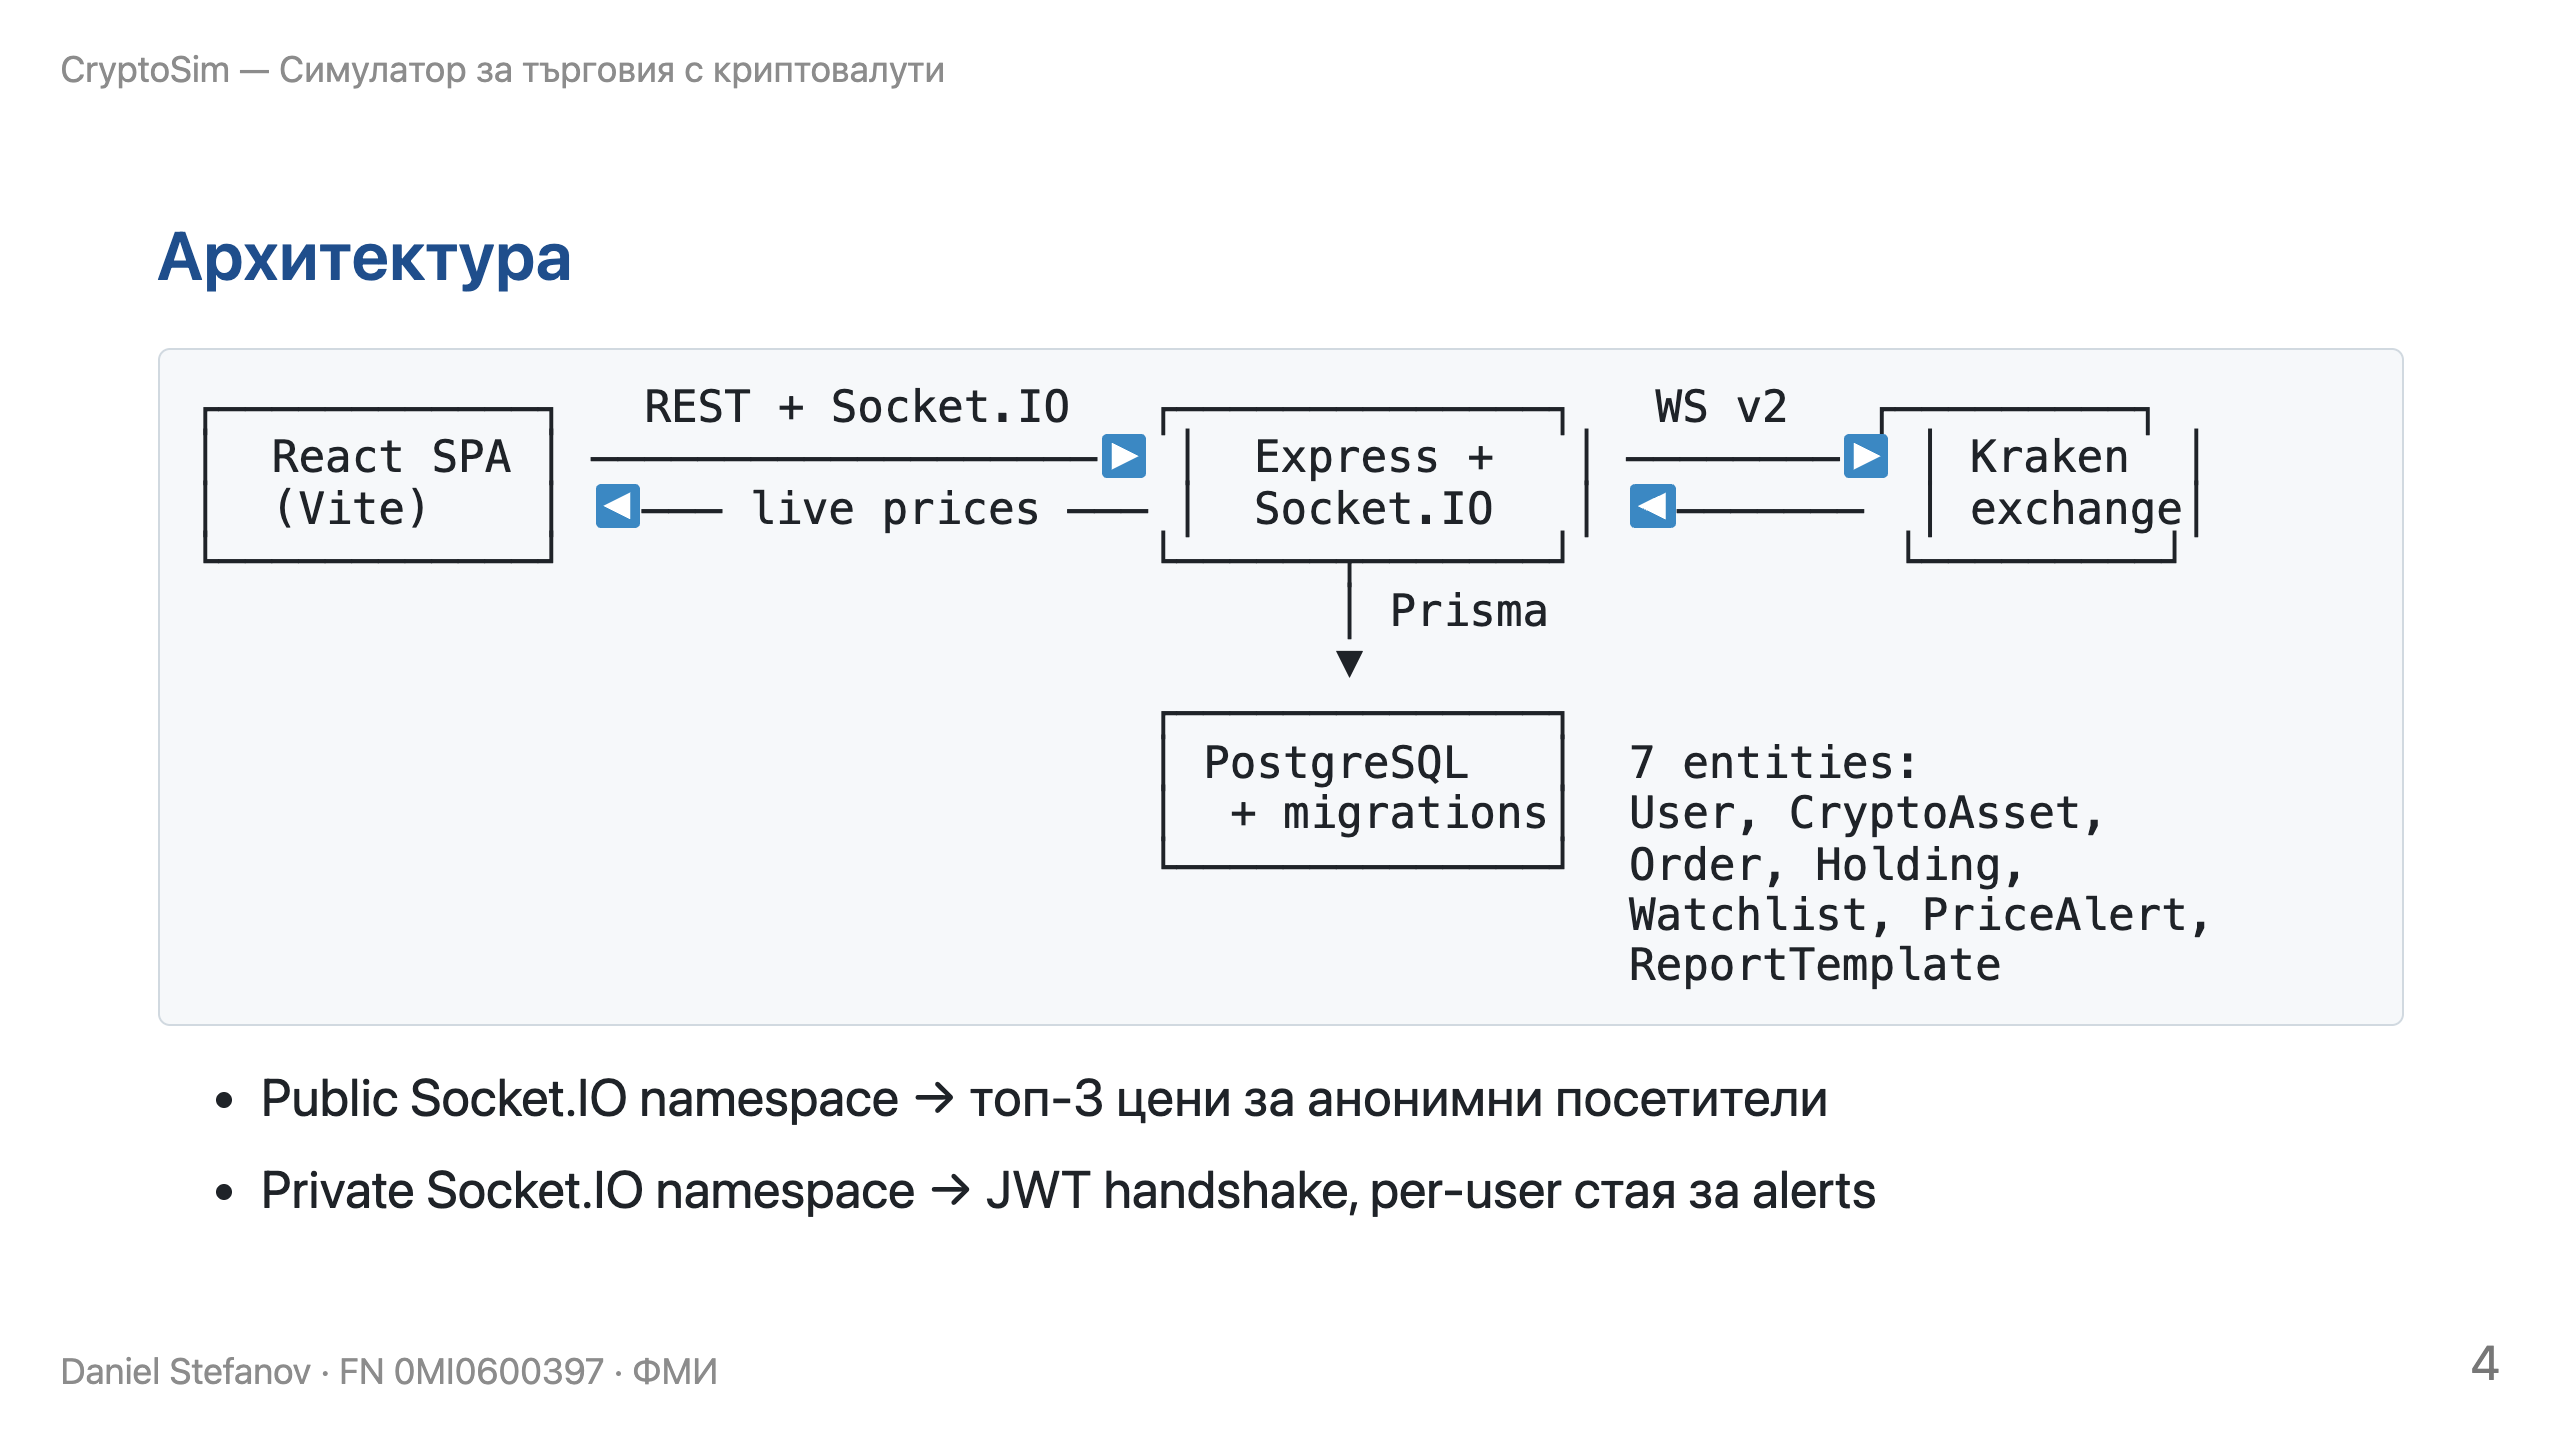 CryptoSim — Симулатор за търговия с криптовалути
Архитектура
REST + Socket.IO
WS v2
React SPA
(Vite)
live prices
Express +
Socket.IO
Kraken
exchange
Prisma
PostgreSQL
+ migrations
7 entities:
User, CryptoAsset,
Order, Holding,
Watchlist, PriceAlert,
ReportTemplate
• Public Socket.IO namespace → топ-3 цени за анонимни посетители
• Private Socket.IO namespace → JWT handshake, per-user стая за alerts
Daniel Stefanov · FN 0MI0600397 · ФМИ
4